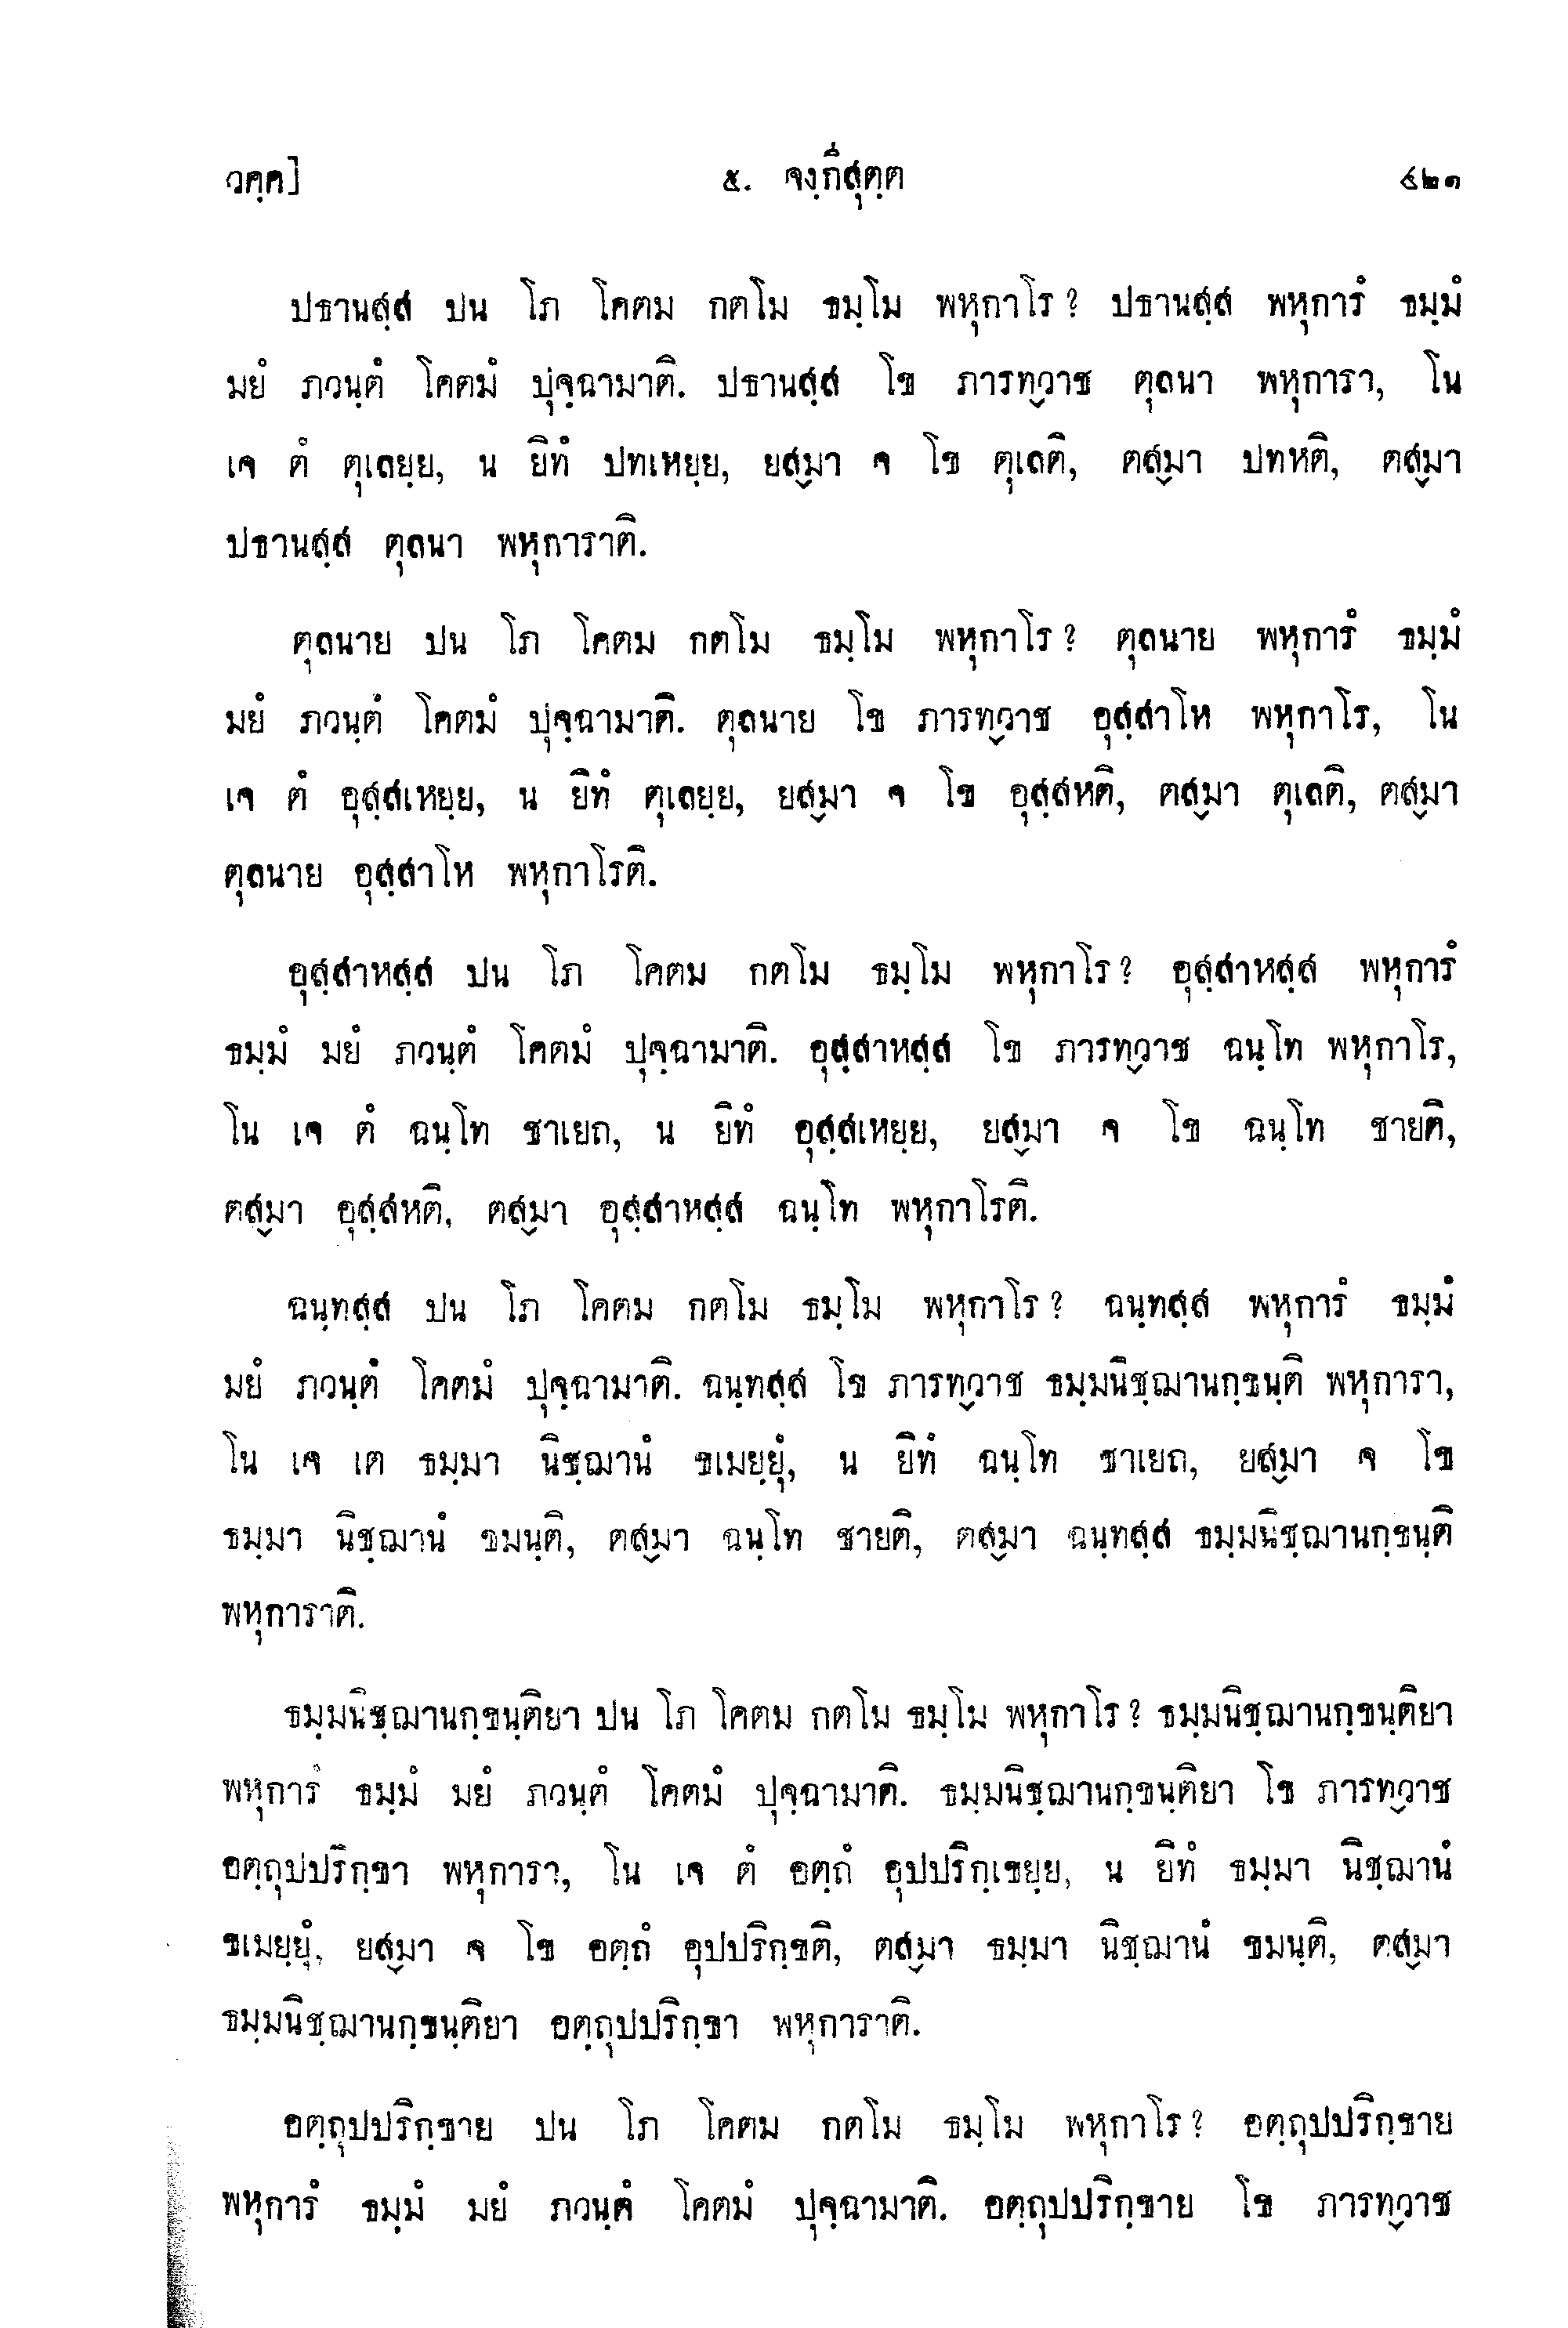 วคฺค] ๕. จงฺกีสุตฺต ๔๒๑
ปธานสฺส ปน โภ โคตม กตโม ธมฺโม พหุกาโร? ปธานสฺส พหุการํ ธมฺมํ
มยํ ภวนฺตํ โคตมํ ปุจฺฉามาติ. ปธานสฺส โข ภารทฺวาช ตุลนา พหุการา, โน
เจ ตํ ตุเลยฺย, น ยิทํ ปทเหยฺย, ยสฺมา จ โข ตุเลติ, ตสฺมา ปทหติ, ตสฺมา
ปธานสฺส ตุลนา พหุการาติ.
ตุลนาย ปน โภ โคตม กตโม ธมฺโม พหุกาโร? ตุลนาย พหุการํ ธมฺมํ
มยํ ภวนฺตํ โคตมํ ปุจฺฉามาติ. ตุลนาย โข ภารทฺวาช อุสฺสาโห พหุกาโร, โน
เจ ตํ อุสฺสเหยฺย, น ยิทํ ตุเลยฺย, ยสฺมา จ โข อุสฺสหติ, ตสฺมา ตุเลติ, ตสฺมา
ตุลนาย อุสฺสาโห พหุกาโรติ.
อุสฺสาหสฺส ปน โภ โคตม กตโม ธมฺโม พหุกาโร? อุสฺสาหสฺส พหุการํ
ธมฺมํ มยํ ภวนฺตํ โคตมํ ปุจฺฉามาติ. อุสฺสาหสฺส โข ภารทฺวาช ฉนฺโท พหุกาโร,
โน เจ ตํ ฉนฺโท ชาเยถ, น ยิทํ อุสฺสเหยฺย, ยสฺมา จ โข ฉนฺโท ชายติ,
ตสฺมา อุสฺสหติ, ตสฺมา อุสฺสาหสฺส ฉนฺโท พหุกาโรติ.
ฉนฺทสฺส ปน โภ โคตม กตโม ธมฺโม พหุกาโร? ฉนฺทสฺส พหุการํ ธมฺมํ
มยํ ภวนฺตํ โคตมํ ปุจฺฉามาติ. ฉนฺทสฺส โข ภารทฺวาช ธมฺมนิชฺฌานกฺขนฺติ พหุการา,
โน เจ เต ธมฺมา นิชฺฌานํ ขเมยฺยุํ, น ยิทํ ฉนฺโท ชาเยถ, ยสฺมา จ โข
ธมฺมา นิชฺฌานํ ขมนฺติ, ตสฺมา ฉนฺโท ชายติ, ตสฺมา ฉนฺทสฺส ธมฺมนิชฺฌานกฺขนฺติ
พหุการาติ.
ธมฺมนิชฺฌานกฺขนฺติยา ปน โภ โคตม กตโม ธมฺโม พหุกาโร? ธมฺมนิชฺฌานกฺขนฺติยา
พหุการํ ธมฺมํ มยํ ภวนฺตํ โคตมํ ปุจฺฉามาติ. ธมฺมนิชฺฌานกฺขนฺติยา โข ภารทฺวาช
อตฺถุปปริกฺขา พหุการา, โน เจ ตํ อตฺถํ อุปปริกฺเขยฺย, น ยิทํ ธมฺมา นิชฺฌานํ
ขเมยฺยุํ, ยสฺมา จ โข อตฺถํ อุปปริกฺขติ, ตสฺมา ธมฺมา นิชฺฌานํ ขมนฺติ, ตสฺมา
ธมฺมนิชฺฌานกฺขนฺติยา อตฺถุปปริกฺขา พหุการาติ.
อตฺถุปปริกฺขาย ปน โภ โคตม กตโม ธมฺโม พหุกาโร? อตฺถุปปริกฺขาย
พหุการํ ธมฺมํ มยํ ภวนฺตํ โคตมํ ปุจฺฉามาติ. อตฺถุปปริกฺขาย โข ภารทฺวาช